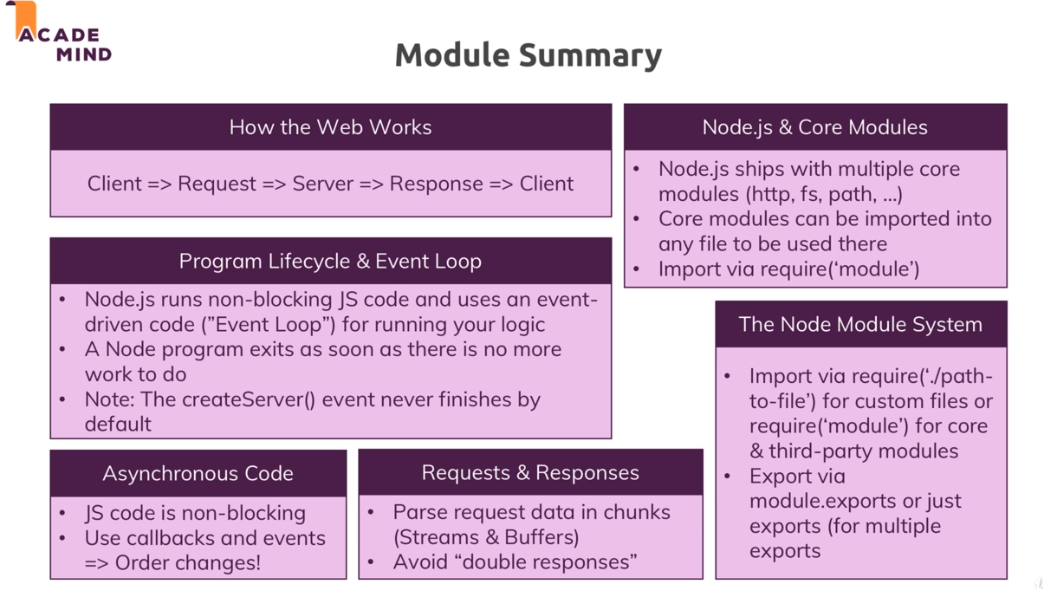 ACADE
MIND
Module Summary
How the Web Works
Client => Request => Server => Response => Client
Node.js & Core Modules
• Node.js ships with multiple core
modules (http, fs, path, …)
• Core modules can be imported into
any file to be used there
• Import via require(‘module’)
Program Lifecycle & Event Loop
• Node.js runs non-blocking JS code and uses an event-
driven code (”Event Loop”) for running your logic
• A Node program exits as soon as there is no more
work to do
• Note: The createServer() event never finishes by
default
The Node Module System
• Import via require(‘./path-
to-file’) for custom files or
require(‘module’) for core
& third-party modules
• Export via
module.exports or just
exports (for multiple
exports
Asynchronous Code
• JS code is non-blocking
• Use callbacks and events
=> Order changes!
Requests & Responses
• Parse request data in chunks
(Streams & Buffers)
• Avoid “double responses”